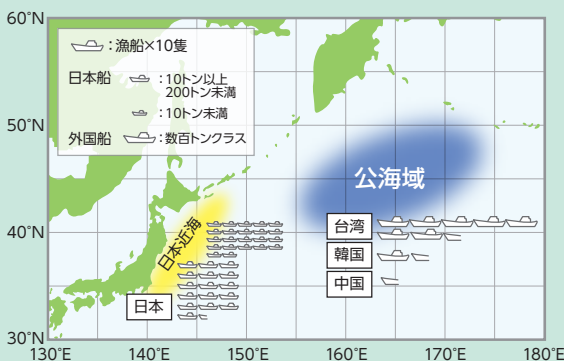 60°N
50°N
40°N
30°N
:漁船×10隻
日本船 :10トン以上
200トン未満
:10トン未満
外国船 :数百トンクラス
公海域
日本近海
台湾
韓国
中国
日本
130°E 140°E 150°E 160°E 170°E 180°E